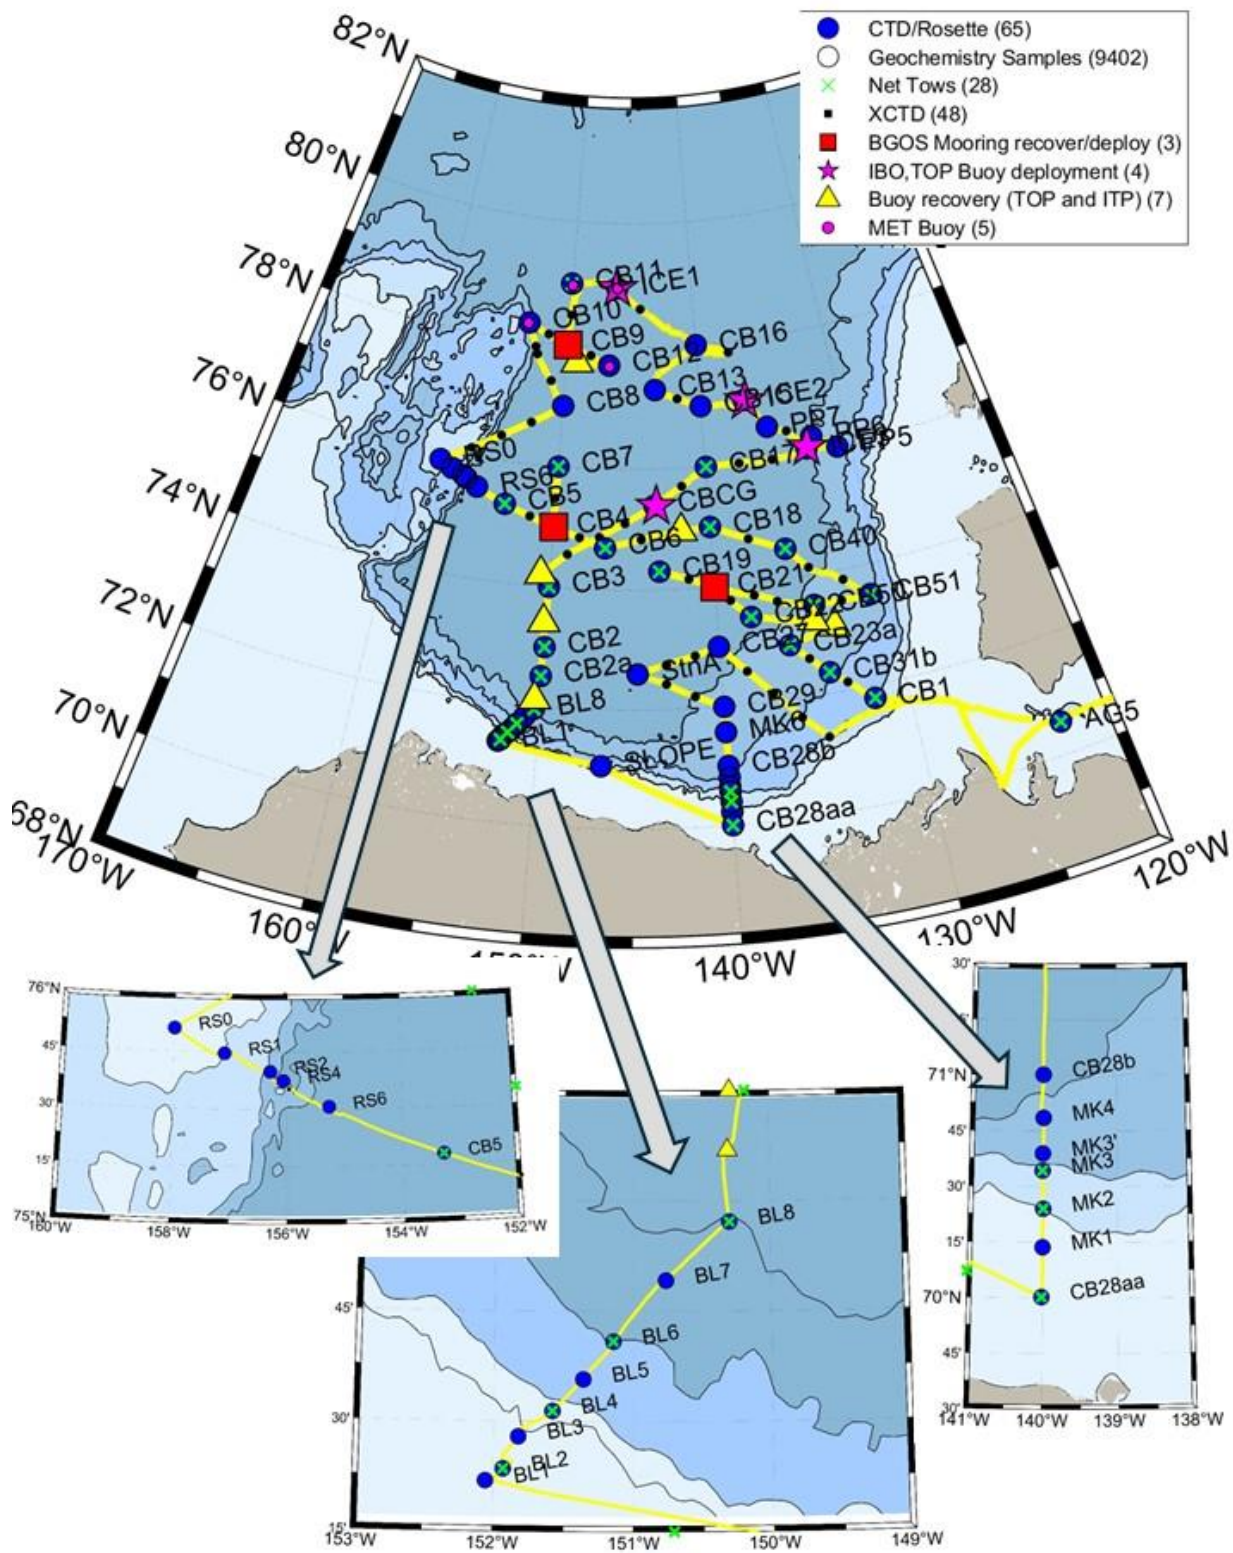 82°N
80°N
78°N
76°N
74°N
72°N
70°N
68°N
170°W
160°W
140°W
130°W
120°W
CTD/Rosette (65)
Geochemistry Samples (9402)
Net Tows (28)
XCTD (48)
BGOS Mooring recover/deploy (3)
IBO,TOP Buoy deployment (4)
Buoy recovery (TOP and ITP) (7)
MET Buoy (5)
CB11
ICE1
CB10
CB9
CB16
CB12
CB13
CB8
ICE2
PP7
PP6
PP5
RS0
CB7
CB17
RS6
CB5
CBCG
CB4
CB18
CB6
CB40
CB19
CB3
CB21
CB51
CB22
CB27
CB23a
CB2
StnA
CB31b
CB2a
CB29
CB1
BL8
MK6
AG5
BL1
SLOPE
CB28b
CB28aa
76°N
45'
30'
15'
75°N
160°W
158°W
156°W
154°W
152°W
RS0
RS1
RS2
RS4
RS6
CB5
BL8
BL7
45'
BL6
BL5
BL4
30'
BL3
BL2
BL1
15'
153°W
152°W
151°W
150°W
149°W
30'
71°N
CB28b
MK4
45'
MK3'
MK3
30'
MK2
15'
MK1
70°N
CB28aa
45'
30'
141°W
140°W
139°W
138°W